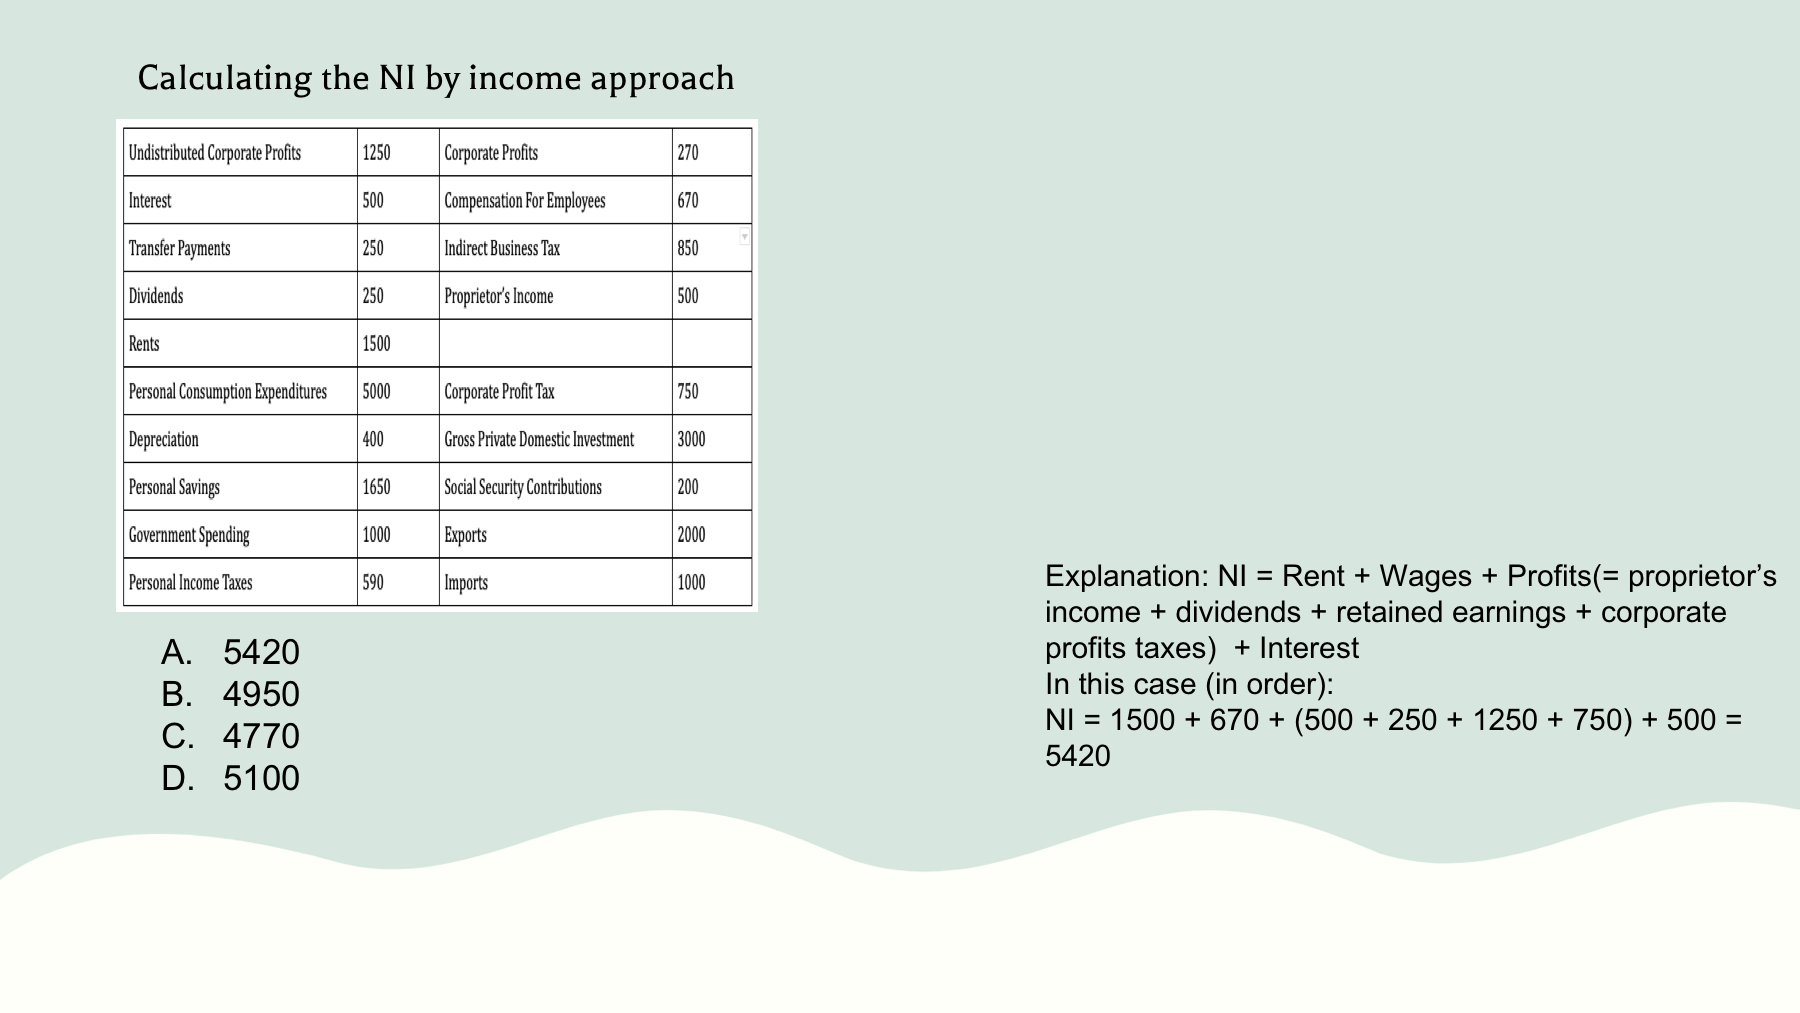 Calculating the NI by income approach
Undistributed Corporate Profits 1250 Corporate Profits 270
Interest 500 Compensation For Employees 670
Transfer Payments 250 Indirect Business Tax 850
Dividends 250 Proprietor's Income 500
Rents 1500
Personal Consumption Expenditures 5000 Corporate Profit Tax 750
Depreciation 400 Gross Private Domestic Investment 3000
Personal Savings 1650 Social Security Contributions 200
Government Spending 1000 Exports 2000
Personal Income Taxes 590 Imports 1000
A. 5420
B. 4950
C. 4770
D. 5100
Explanation: NI = Rent + Wages + Profits(= proprietor’s
income + dividends + retained earnings + corporate
profits taxes)  + Interest
In this case (in order):
NI = 1500 + 670 + (500 + 250 + 1250 + 750) + 500 =
5420